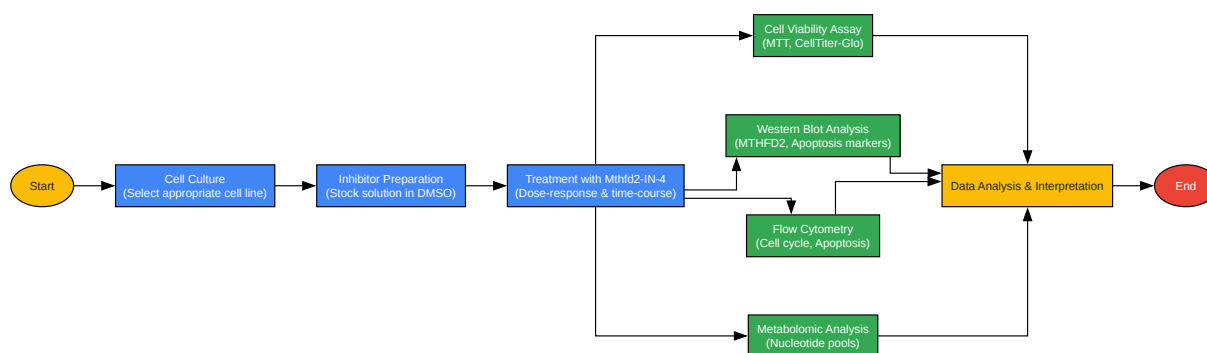 Start
Cell Culture
(Select appropriate cell line)
Inhibitor Preparation
(Stock solution in DMSO)
Treatment with Mthfd2-IN-4
(Dose-response & time-course)
Cell Viability Assay
(MTT, CellTiter-Glo)
Western Blot Analysis
(MTHFD2, Apoptosis markers)
Flow Cytometry
(Cell cycle, Apoptosis)
Metabolomic Analysis
(Nucleotide pools)
Data Analysis & Interpretation
End